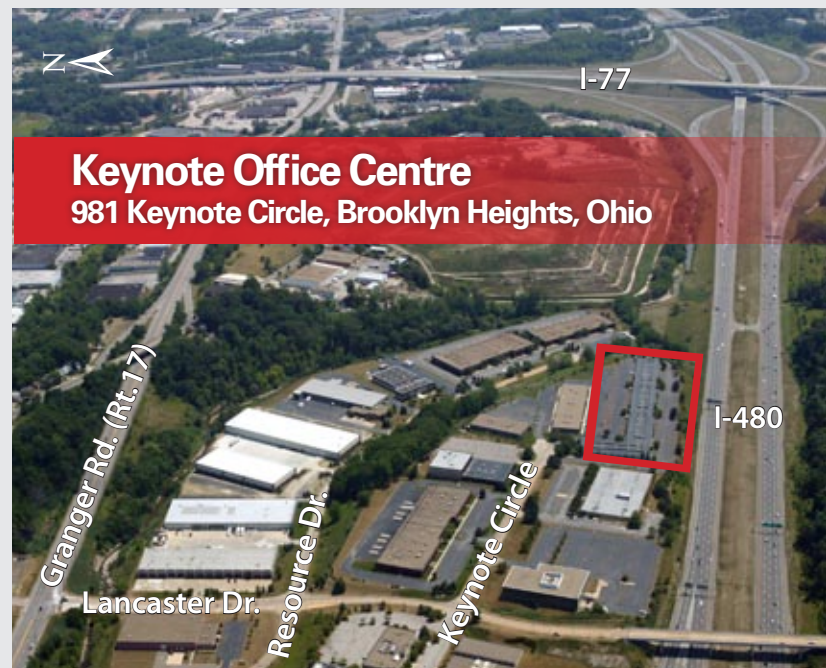 N
I-77
Keynote Office Centre
981 Keynote Circle, Brooklyn Heights, Ohio
Granger Rd. (Rt.17)
I-480
Keynote Circle
Resource Dr.
Lancaster Dr.